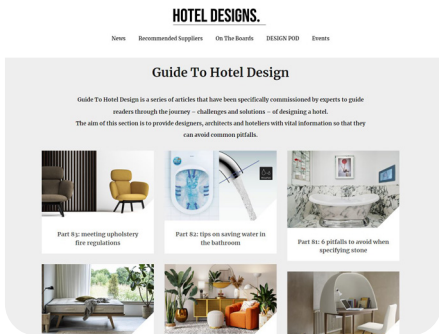 HOTEL DESIGNS.
News Recommended Suppliers On The Boards DESIGN POD Events
Guide To Hotel Design
Guide To Hotel Design is a series of articles that have been specifically commissioned by experts to guide
readers through the journey – challenges and solutions – of designing a hotel.
The aim of this section is to provide designers, architects and hoteliers with vital information so that they
can avoid common pitfalls.
Part 83: meeting upholstery
fire regulations
Part 82: tips on saving water in
the bathroom
Part 81: 6 pitfalls to avoid when
specifying stone